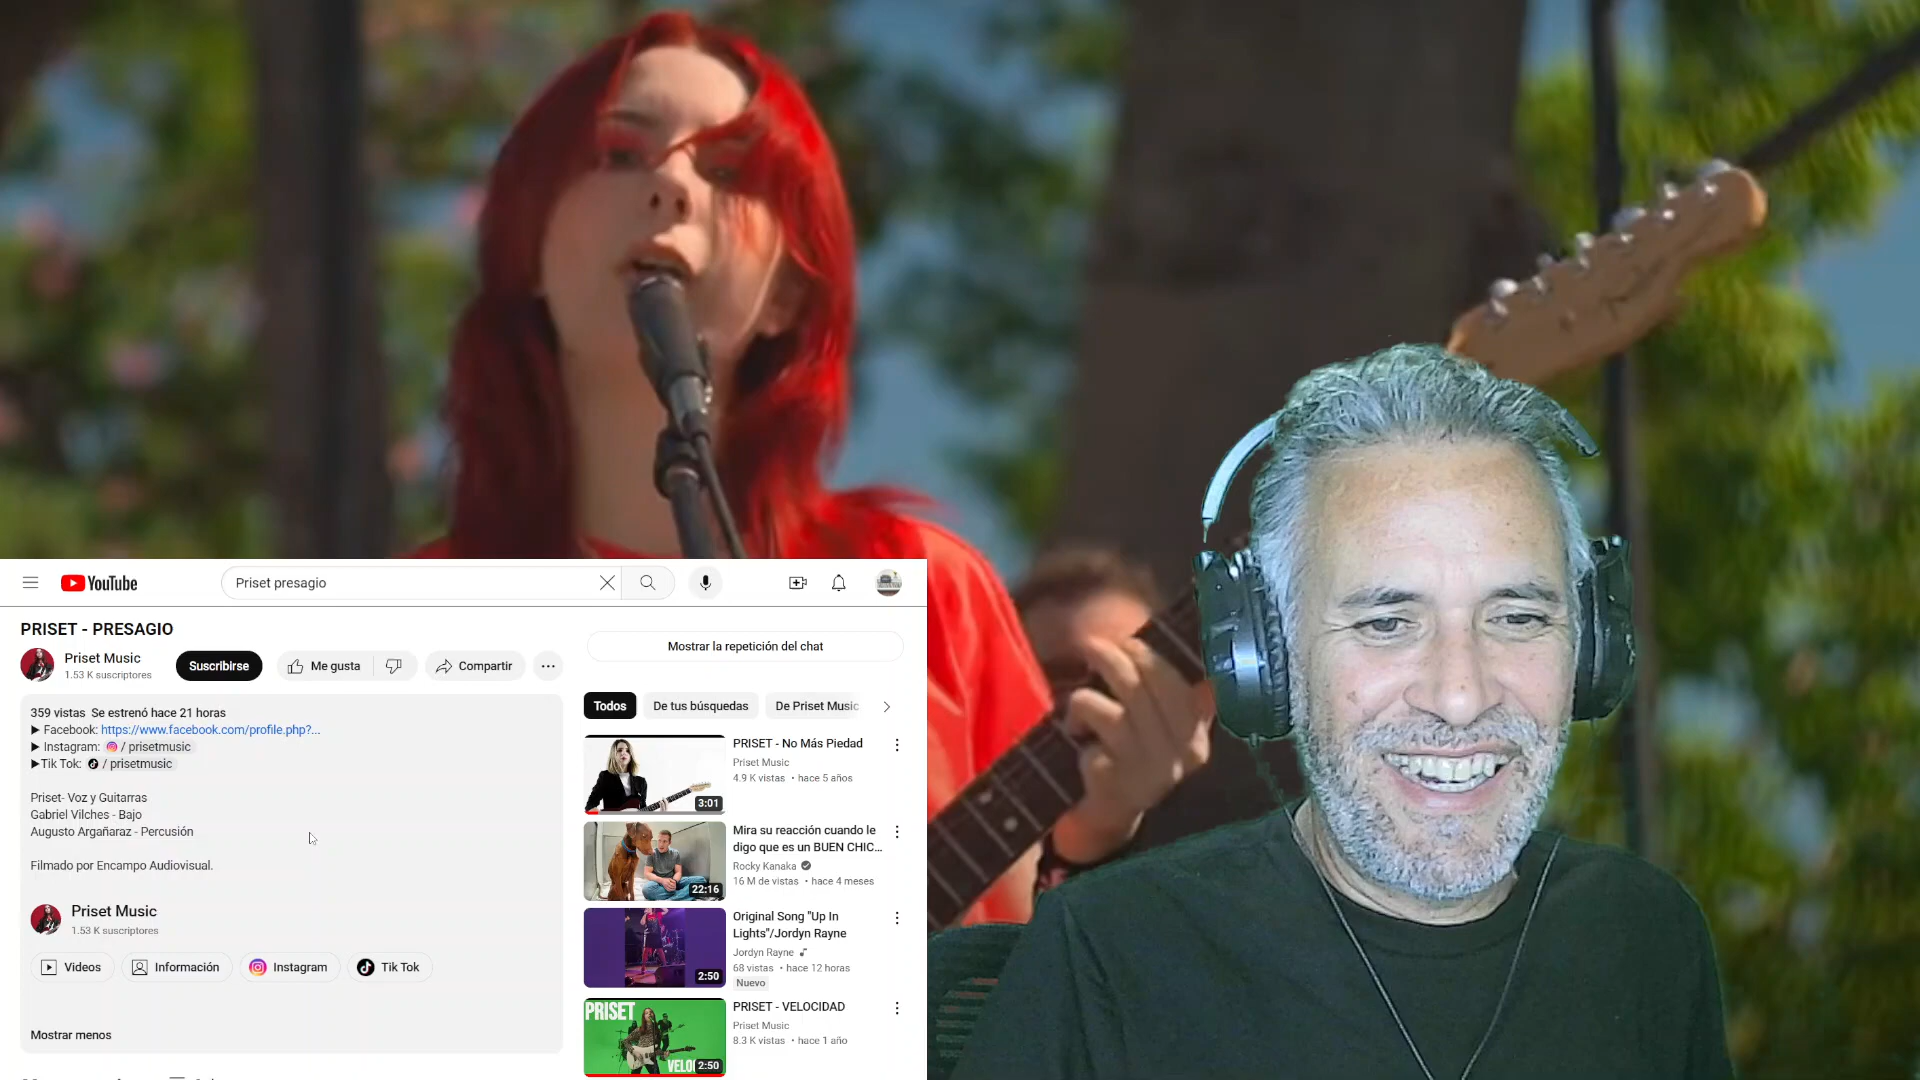 YouTube
Priset presagio
PRISET - PRESAGIO
Priset Music
1.53 K suscriptores
Suscribirse
Me gusta
Compartir
Mostrar la repetición del chat
359 vistas Se estrenó hace 21 horas
▶ Facebook: https://www.facebook.com/profile.php?...
▶ Instagram: / prisetmusic
▶Tik Tok: / prisetmusic
Priset- Voz y Guitarras
Gabriel Vilches - Bajo
Augusto Argañaraz - Percusión
Filmado por Encampo Audiovisual.
Priset Music
1.53 K suscriptores
Videos
Información
Instagram
Tik Tok
Mostrar menos
Todos
De tus búsquedas
De Priset Music
3:01
PRISET - No Más Piedad
Priset Music
4.9 K vistas • hace 5 años
22:16
Mira su reacción cuando le
digo que es un BUEN CHIC...
Rocky Kanaka
16 M de vistas • hace 4 meses
2:50
Original Song "Up In
Lights"/Jordyn Rayne
Jordyn Rayne
68 vistas • hace 12 horas
Nuevo
PRISET
VELO
2:50
PRISET - VELOCIDAD
Priset Music
8.3 K vistas • hace 1 año